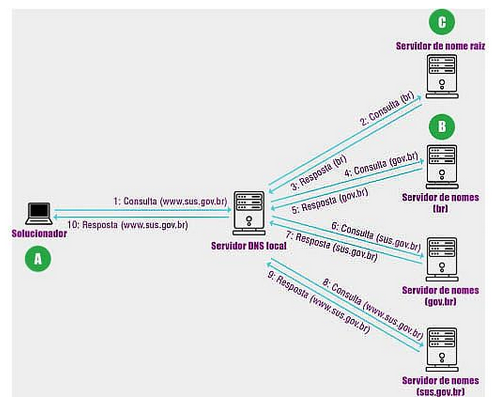 C
Servidor de nome raiz
2: Consulta (br)
3: Resposta (br)
B
4: Consulta (gov.br)
5: Resposta (gov.br)
Servidor de nomes
(br)
1: Consulta (www.sus.gov.br)
10: Resposta (www.sus.gov.br)
Solucionador
A
Servidor DNS local
6: Consulta (sus.gov.br)
7: Resposta (sus.gov.br)
Servidor de nomes
(gov.br)
8: Consulta (www.sus.gov.br)
9: Resposta (www.sus.gov.br)
Servidor de nomes
(sus.gov.br)